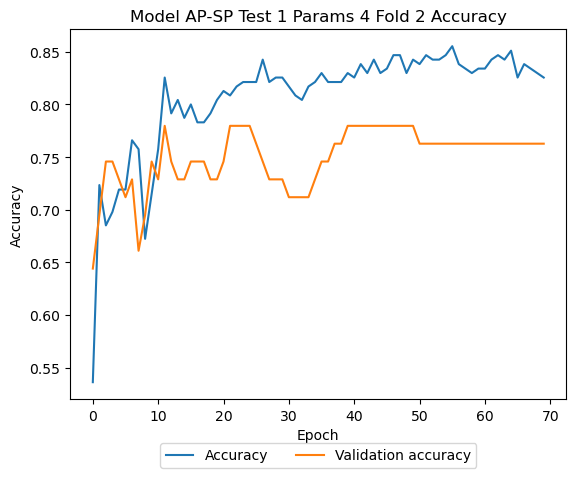 Model AP-SP Test 1 Params 4 Fold 2 Accuracy
0.85
0.80
0.75
0.70
0.65
0.60
0.55
Accuracy
0 10 20 30 40 50 60 70
Epoch
Accuracy Validation accuracy